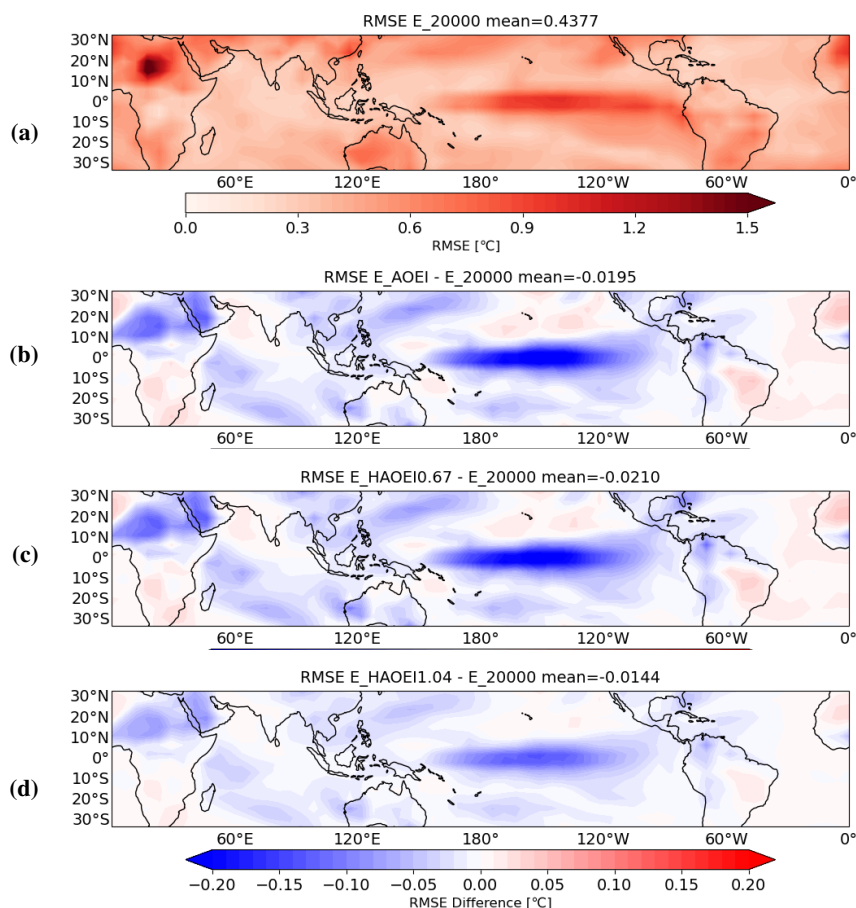 RMSE E_20000 mean=0.4377
(a)
30°N
20°N
10°N
0°
10°S
20°S
30°S
60°E 120°E 180° 120°W 60°W 0°
0.0 0.3 0.6 0.9 1.2 1.5
RMSE [℃]
RMSE E_AOEI - E_20000 mean=-0.0195
(b)
30°N
20°N
10°N
0°
10°S
20°S
30°S
60°E 120°E 180° 120°W 60°W 0°
RMSE E_HAOEI0.67 - E_20000 mean=-0.0210
(c)
30°N
20°N
10°N
0°
10°S
20°S
30°S
60°E 120°E 180° 120°W 60°W 0°
RMSE E_HAOEI1.04 - E_20000 mean=-0.0144
(d)
30°N
20°N
10°N
0°
10°S
20°S
30°S
60°E 120°E 180° 120°W 60°W 0°
−0.20 −0.15 −0.10 −0.05 0.00 0.05 0.10 0.15 0.20
RMSE Difference [℃]